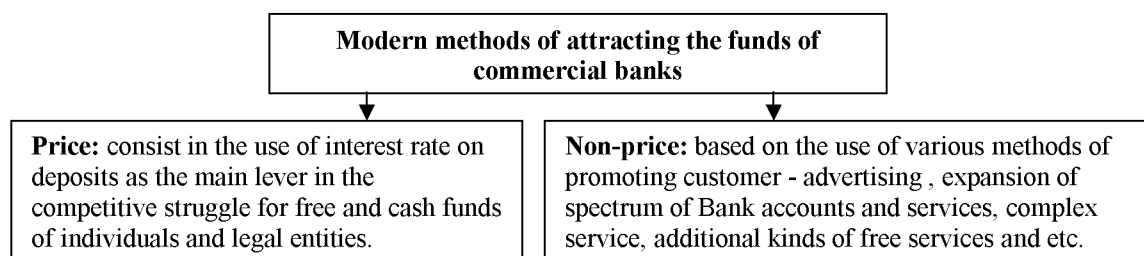 Modern methods of attracting the funds of
commercial banks
Price: consist in the use of interest rate on
deposits as the main lever in the
competitive struggle for free and cash funds
of individuals and legal entities.
Non-price: based on the use of various methods of
promoting customer - advertising , expansion of
spectrum of Bank accounts and services, complex
service, additional kinds of free services and etc.